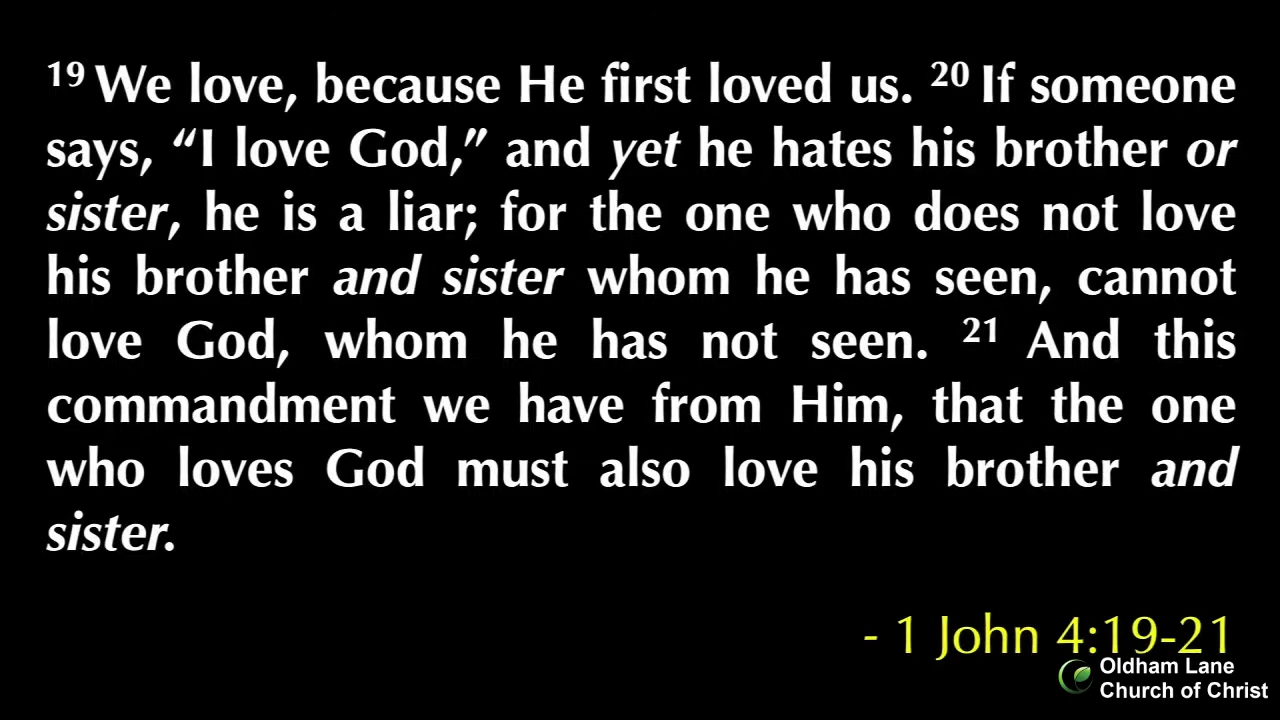 19 We love, because He first loved us. 20 If someone
says, “I love God,” and yet he hates his brother or
sister, he is a liar; for the one who does not love
his brother and sister whom he has seen, cannot
love God, whom he has not seen. 21 And this
commandment we have from Him, that the one
who loves God must also love his brother and
sister.
- 1 John 4:19-21
Oldham Lane
Church of Christ